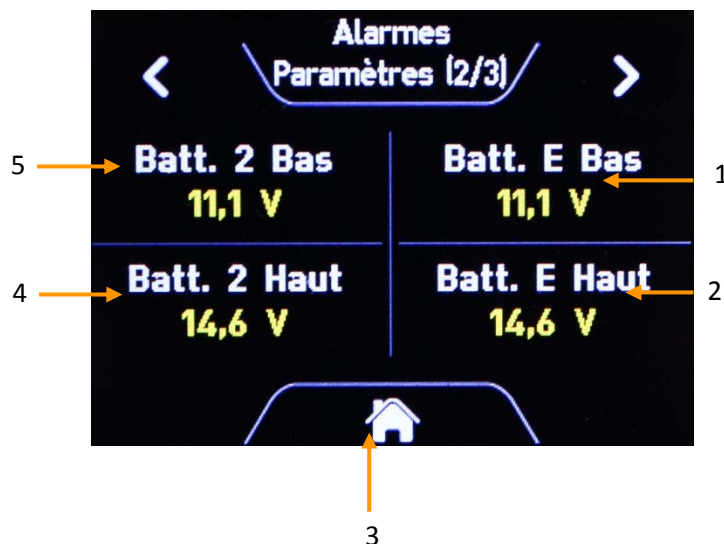 Alarmes
Paramètres (2/3)
5
Batt. 2 Bas
11,1 V
Batt. E Bas
11,1 V
1
4
Batt. 2 Haut
14,6 V
Batt. E Haut
14,6 V
2
3